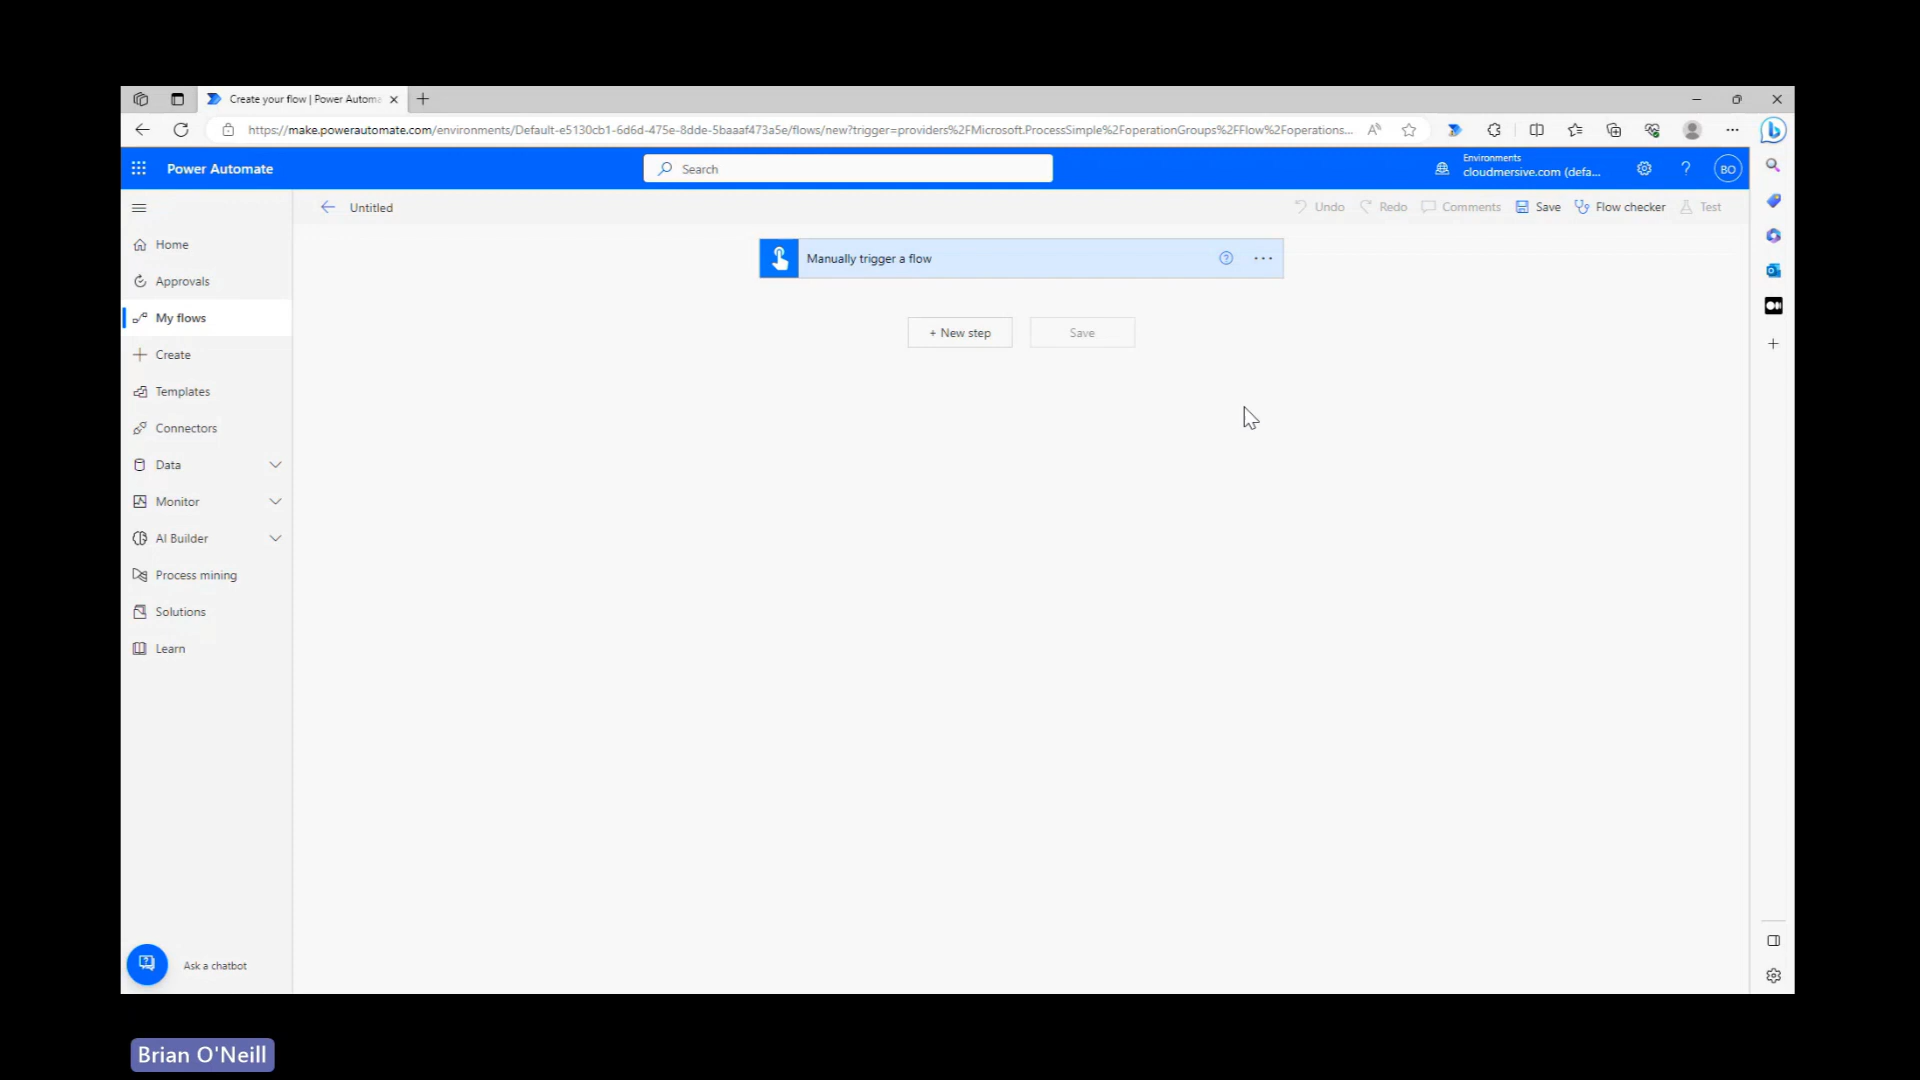 Create your flow | Power Automa
https://make.powerautomate.com/environments/Default-e5130cb1-6d6d-475e-8dde-5baaaf473a5e/flows/new?trigger=providers%2FMicrosoft.ProcessSimple%2FoperationGroups%2FFlow%2Foperations...
Power Automate
Search
Environments
cloudmersive.com (defa...
?
BO
Untitled
Undo
Redo
Comments
Save
Flow checker
Test
Home
Approvals
My flows
Create
Templates
Connectors
Data
Monitor
AI Builder
Process mining
Solutions
Learn
Manually trigger a flow
+ New step
Save
Ask a chatbot
Brian O'Neill